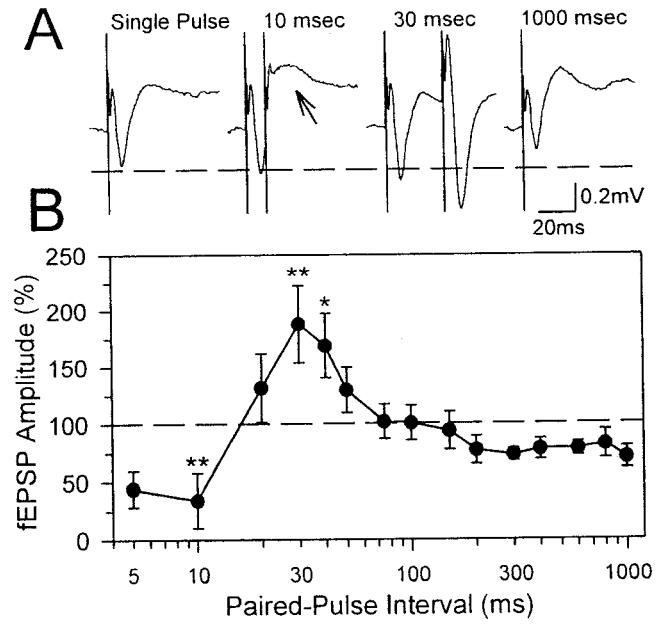 A
Single Pulse 10 msec 30 msec 1000 msec
0.2mV
20ms
B
250
200
150
100
50
0
**
*
**
fEPSP Amplitude (%)
5 10 30 100 300 1000
Paired-Pulse Interval (ms)